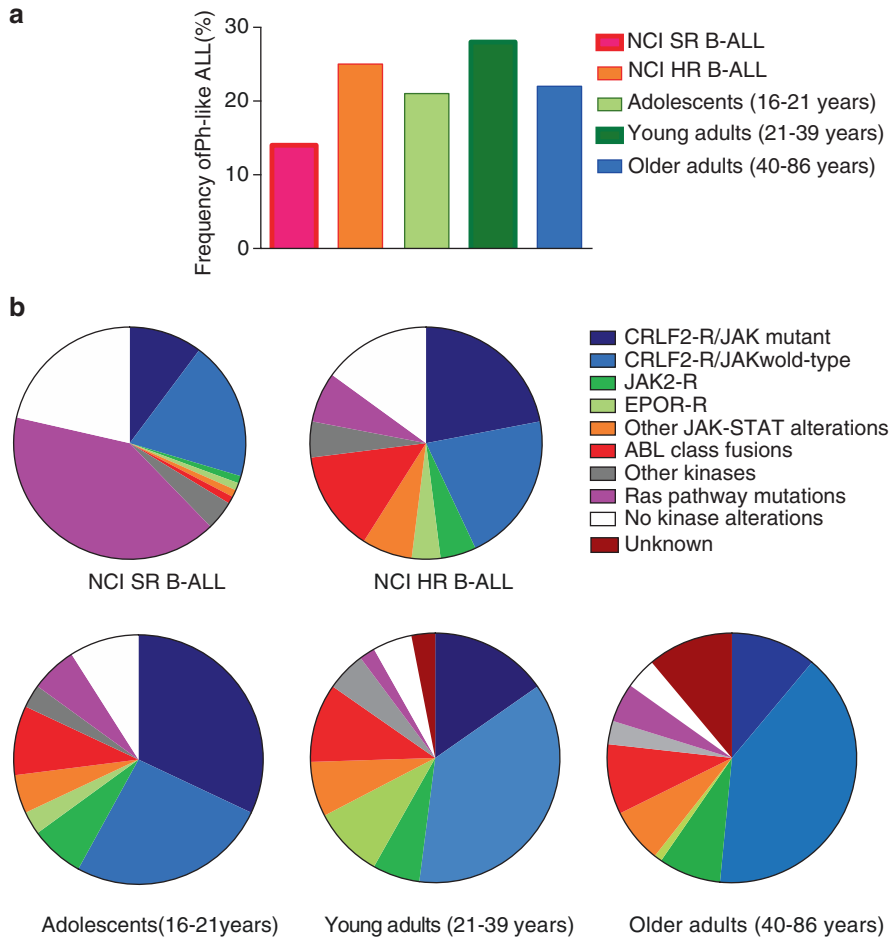 a
Frequency ofPh-like ALL(%)
30
20
10
0
NCI SR B-ALL
NCI HR B-ALL
Adolescents (16-21 years)
Young adults (21-39 years)
Older adults (40-86 years)
b
CRLF2-R/JAK mutant
CRLF2-R/JAKwold-type
JAK2-R
EPOR-R
Other JAK-STAT alterations
ABL class fusions
Other kinases
Ras pathway mutations
No kinase alterations
Unknown
NCI SR B-ALL
NCI HR B-ALL
Adolescents(16-21years)
Young adults (21-39 years)
Older adults (40-86 years)